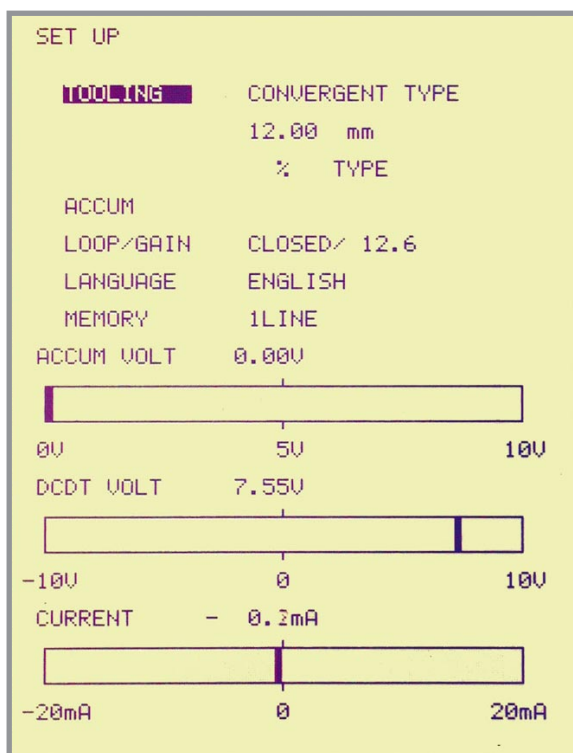 SET UP
TOOLING CONVERGENT TYPE
12.00 mm
% TYPE
ACCUM
LOOP/GAIN CLOSED/ 12.6
LANGUAGE ENGLISH
MEMORY 1LINE
ACCUM VOLT 0.00V
0V 5V 10V
DCDT VOLT 7.55V
-10V 0 10V
CURRENT - 0.2mA
-20mA 0 20mA